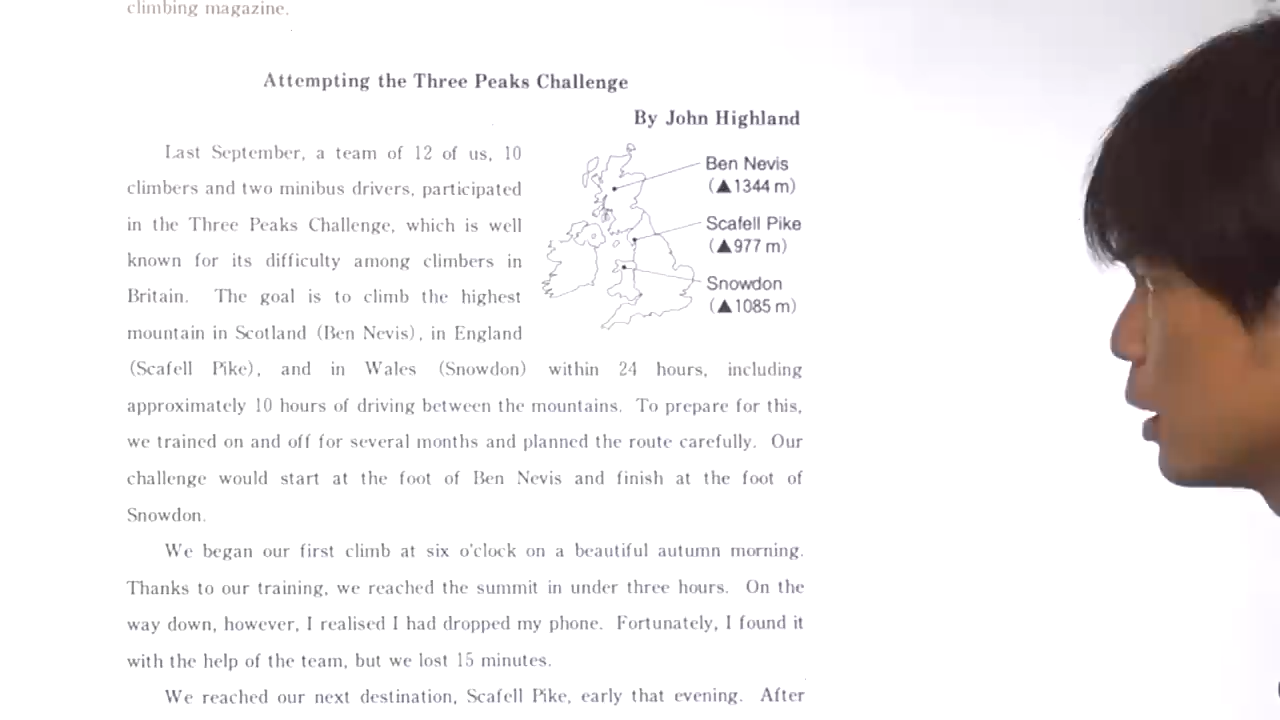 climbing magazine.
Attempting the Three Peaks Challenge
By John Highland
Last September, a team of 12 of us, 10
climbers and two minibus drivers, participated
in the Three Peaks Challenge, which is well
known for its difficulty among climbers in
Britain. The goal is to climb the highest
mountain in Scotland (Ben Nevis), in England
Ben Nevis
(▲1344 m)
Scafell Pike
(▲977 m)
Snowdon
(▲1085 m)
(Scafell Pike), and in Wales (Snowdon) within 24 hours, including
approximately 10 hours of driving between the mountains. To prepare for this,
we trained on and off for several months and planned the route carefully. Our
challenge would start at the foot of Ben Nevis and finish at the foot of
Snowdon.
We began our first climb at six o'clock on a beautiful autumn morning.
Thanks to our training, we reached the summit in under three hours. On the
way down, however, I realised I had dropped my phone. Fortunately, I found it
with the help of the team, but we lost 15 minutes.
We reached our next destination, Scafell Pike, early that evening. After